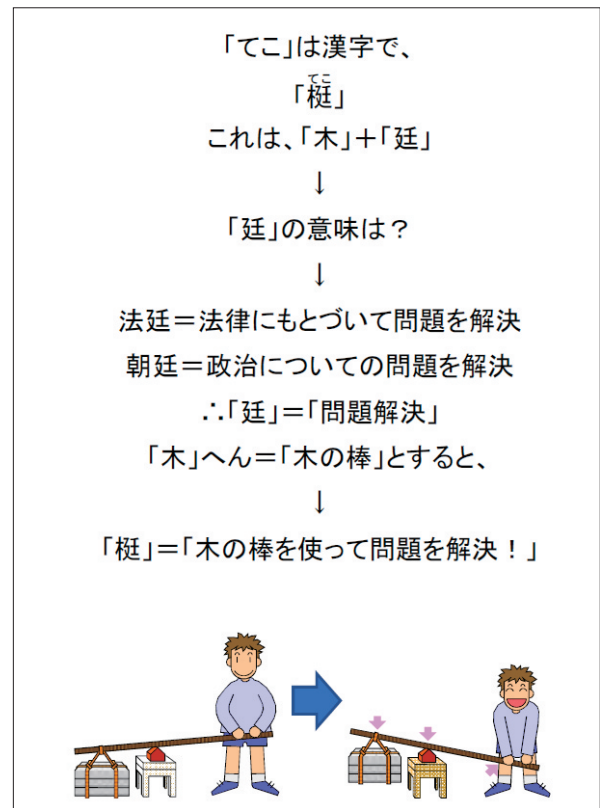 「てこ」は漢字で、
てこ
「梃」
これは、「木」＋「廷」
↓
「廷」の意味は？
↓
法廷＝法律にもとづいて問題を解決
朝廷＝政治についての問題を解決
∴「廷」＝「問題解決」
「木」へん＝「木の棒」とすると、
↓
「梃」＝「木の棒を使って問題を解決！」